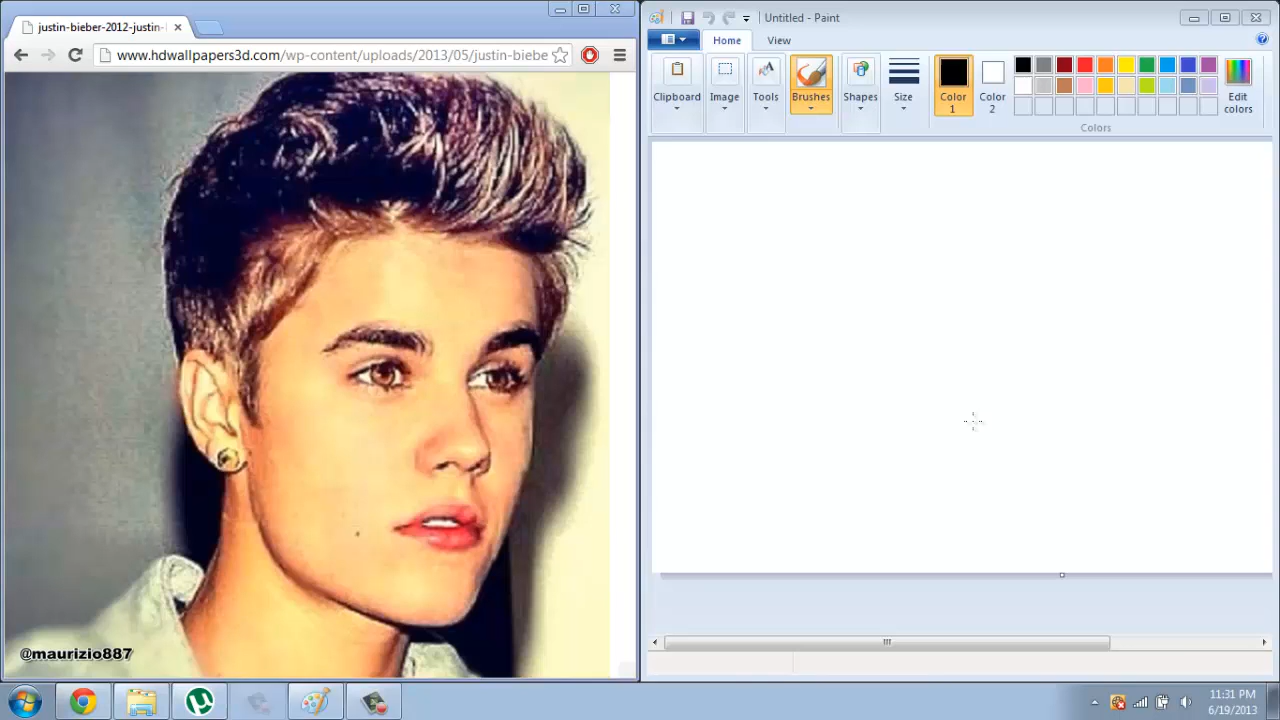 justin-bieber-2012-justin-
www.hdwallpapers3d.com/wp-content/uploads/2013/05/justin-biebe
@maurizio887
Untitled - Paint
Home
View
Clipboard
Image
Tools
Brushes
Shapes
Size
Color
1
Color
2
Edit
colors
Colors
11:31 PM
6/19/2013